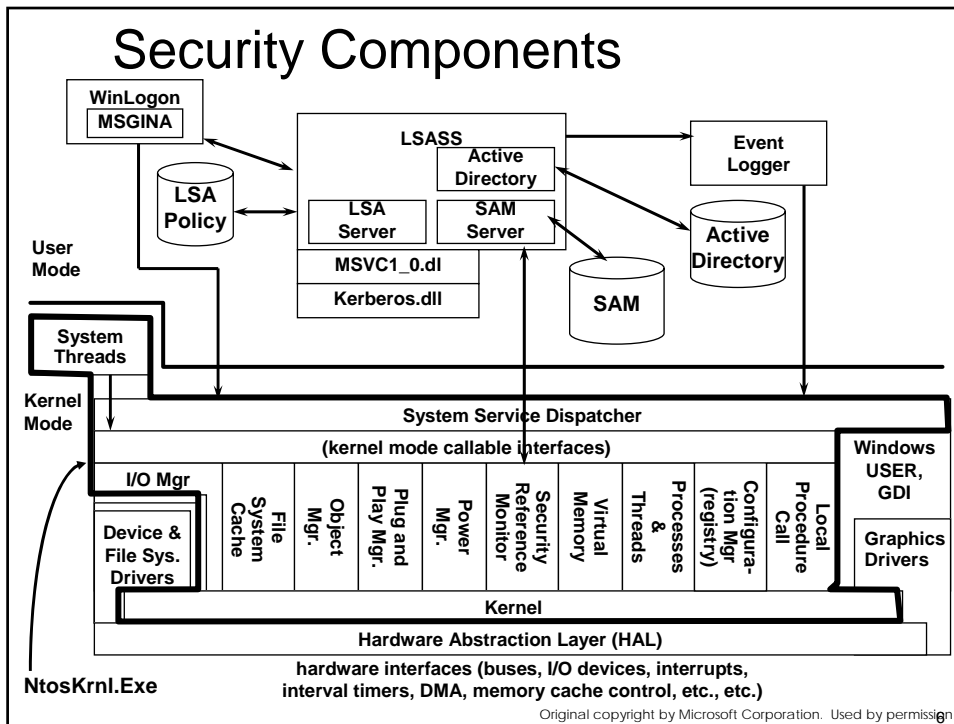 Security Components
WinLogon
MSGINA
LSASS
Active
Directory
Event
Logger
LSA
Policy
LSA
Server
SAM
Server
Active
Directory
User
Mode
MSVC1_0.dl
Kerberos.dll
SAM
System
Threads
Kernel
Mode
System Service Dispatcher
(kernel mode callable interfaces)
Windows
USER,
GDI
I/O Mgr
Device &
File Sys.
Drivers
File
System
Cache
Object
Mgr.
Plug and
Play Mgr.
Power
Mgr.
Security
Reference
Monitor
Virtual
Memory
Processes
&
Threads
Configura-
tion Mgr
(registry)
Local
Procedure
Call
Graphics
Drivers
Kernel
Hardware Abstraction Layer (HAL)
NtosKrnl.Exe
hardware interfaces (buses, I/O devices, interrupts,
interval timers, DMA, memory cache control, etc., etc.)
Original copyright by Microsoft Corporation. Used by permission
6